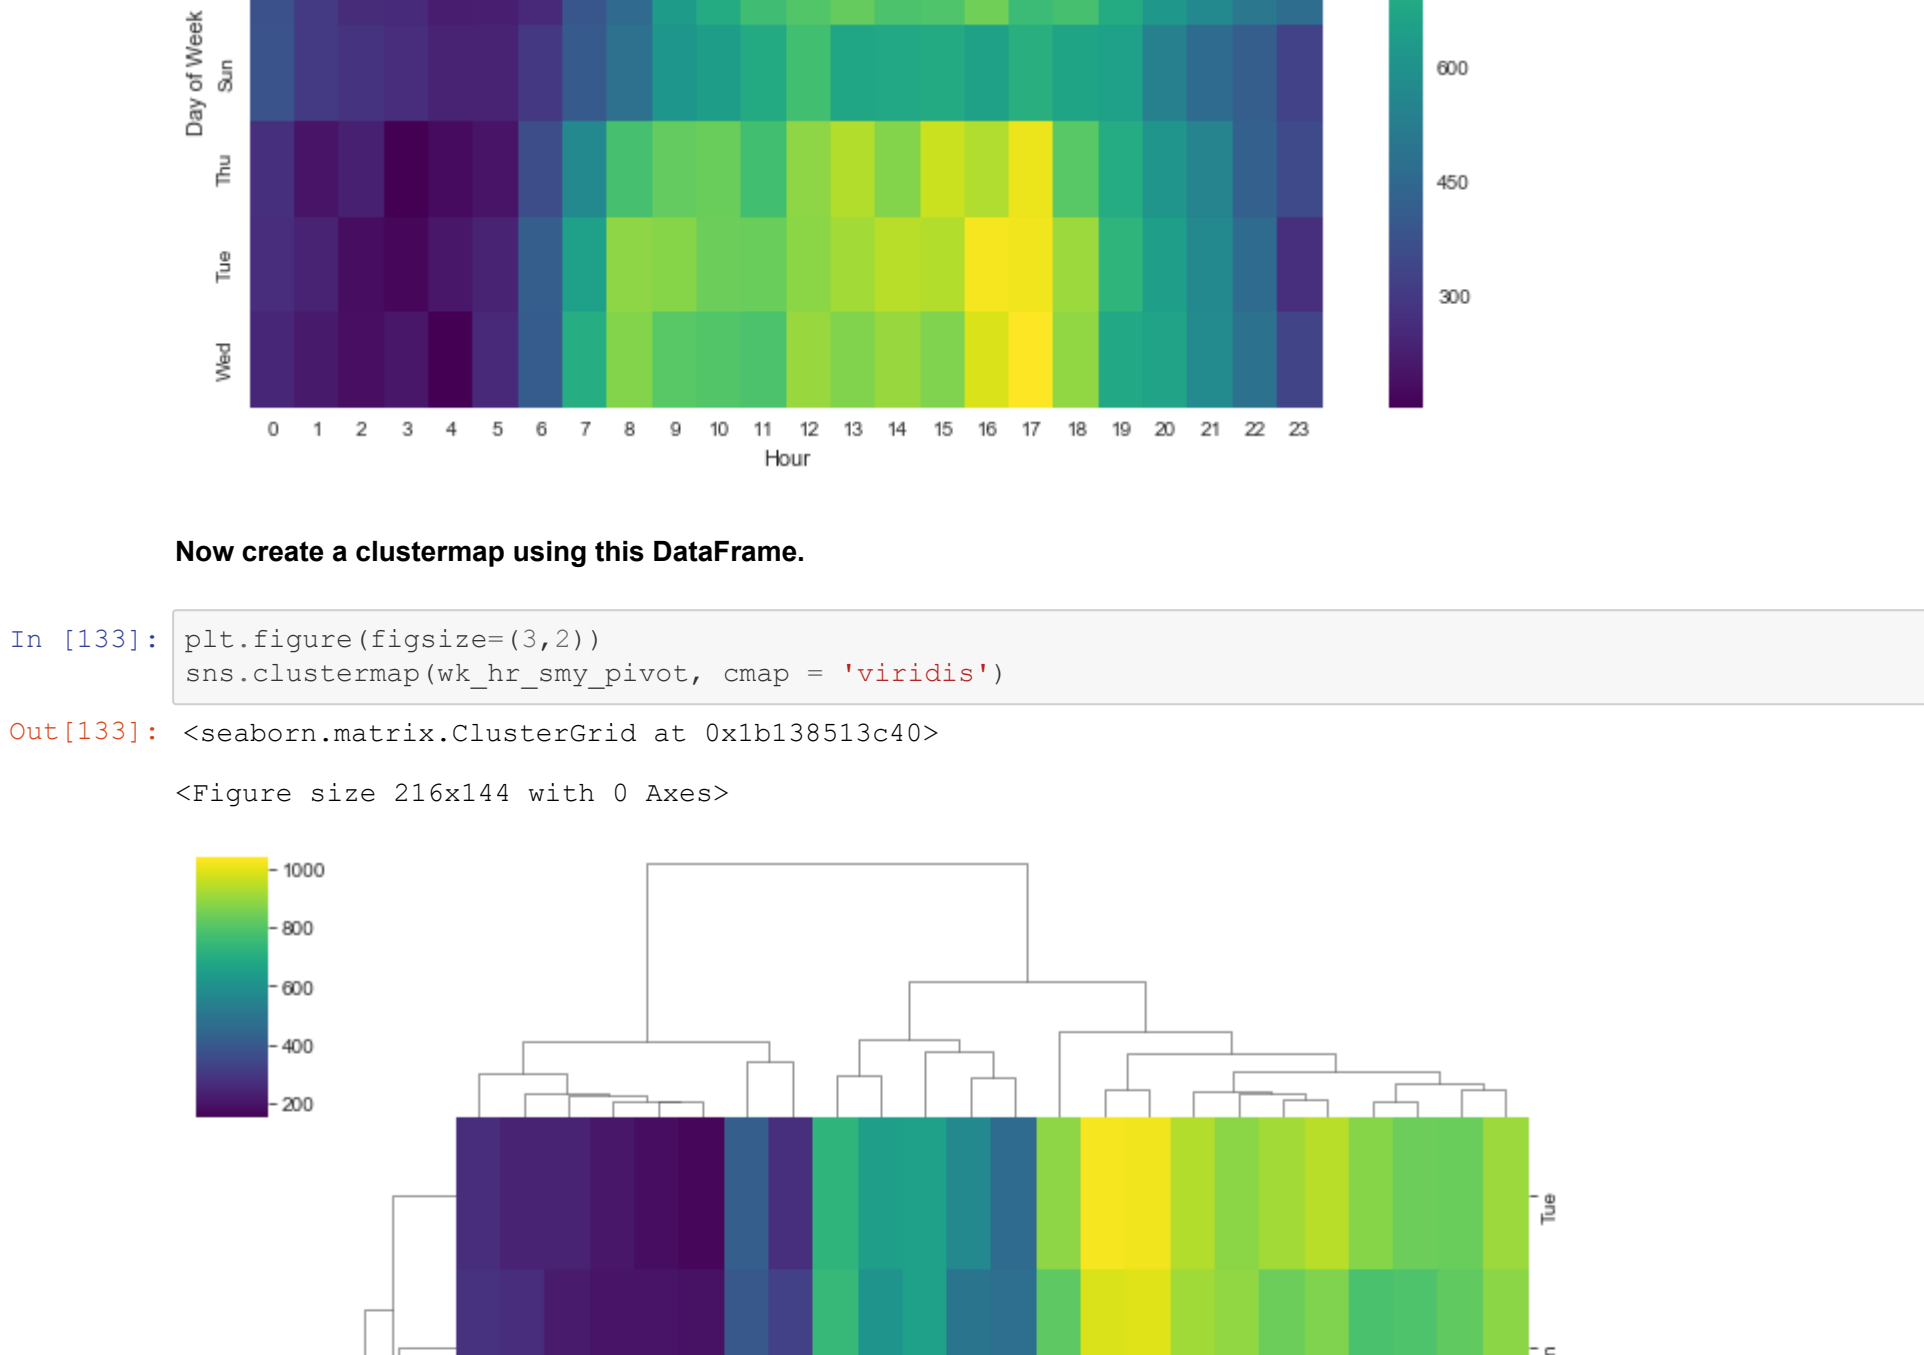 Day of Week
Sun
Thu
Tue
Wed
600
450
300
0 1 2 3 4 5 6 7 8 9 10 11 12 13 14 15 16 17 18 19 20 21 22 23
Hour
Now create a clustermap using this DataFrame.
In [133]: plt.figure(figsize=(3,2))
sns.clustermap(wk_hr_smy_pivot, cmap = 'viridis')
Out[133]: <seaborn.matrix.ClusterGrid at 0x1b138513c40>
<Figure size 216x144 with 0 Axes>
1000
800
600
400
200
Tue